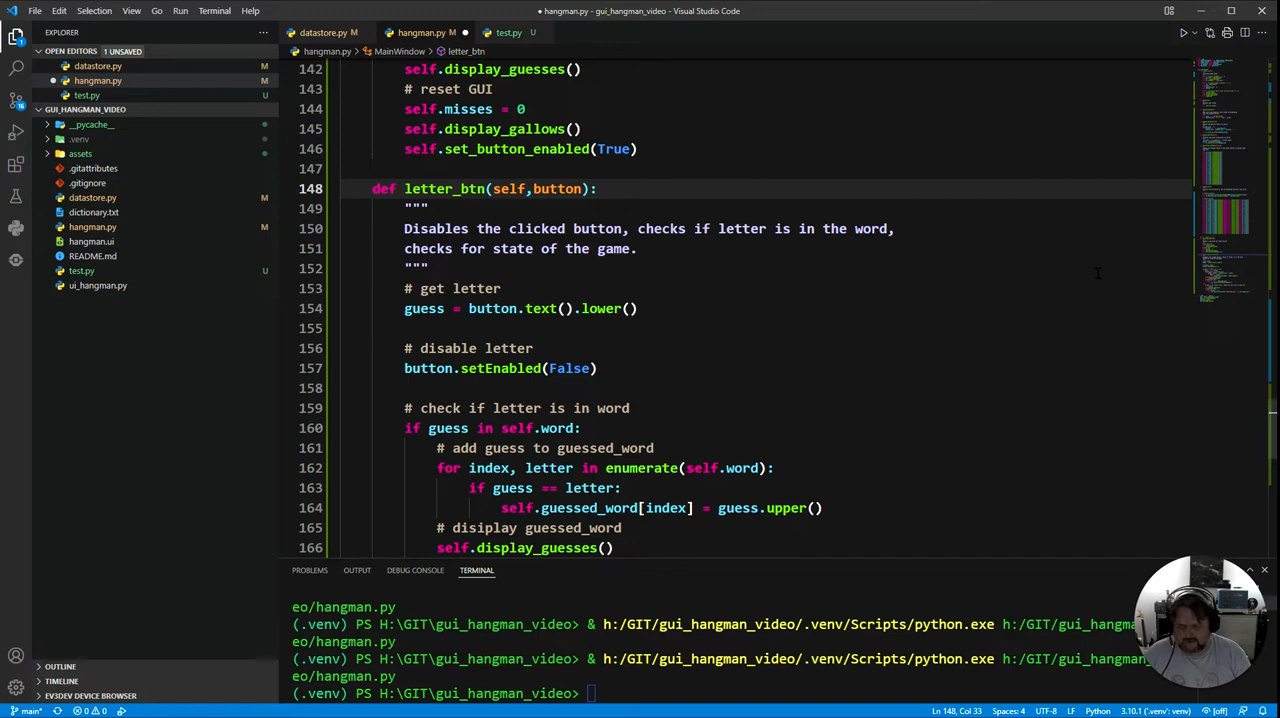 File Edit Selection View Go Run Terminal Help
● hangman.py - gui_hangman_video - Visual Studio Code
EXPLORER
datastore.py M
hangman.py M ●
test.py U
OPEN EDITORS 1 UNSAVED
hangman.py > MainWindow > letter_btn
datastore.py M
hangman.py M
test.py U
GUI_HANGMAN_VIDEO
__pycache__
.venv
assets
.gitattributes
.gitignore
datastore.py M
dictionary.txt
hangman.py M
hangman.ui
README.md
test.py U
ui_hangman.py
OUTLINE
TIMELINE
EV3DEV DEVICE BROWSER
142 self.display_guesses()
143 # reset GUI
144 self.misses = 0
145 self.display_gallows()
146 self.set_button_enabled(True)
147
148 def letter_btn(self,button):
149 """
150 Disables the clicked button, checks if letter is in the word,
151 checks for state of the game.
152 """
153 # get letter
154 guess = button.text().lower()
155
156 # disable letter
157 button.setEnabled(False)
158
159 # check if letter is in word
160 if guess in self.word:
161 # add guess to guessed_word
162 for index, letter in enumerate(self.word):
163 if guess == letter:
164 self.guessed_word[index] = guess.upper()
165 # disiplay guessed_word
166 self.display_guesses()
PROBLEMS OUTPUT DEBUG CONSOLE TERMINAL
eo/hangman.py
(.venv) PS H:\GIT\gui_hangman_video> & h:/GIT/gui_hangman_video/.venv/Scripts/python.exe h:/GIT/gui_hangma
eo/hangman.py
(.venv) PS H:\GIT\gui_hangman_video> & h:/GIT/gui_hangman_video/.venv/Scripts/python.exe h:/GIT/gui_hangm
eo/hangman.py
(.venv) PS H:\GIT\gui_hangman_video>
main* 0 0 Ln 148, Col 33 Spaces: 4 UTF-8 LF Python 3.10.1 ('.venv': venv) [off]